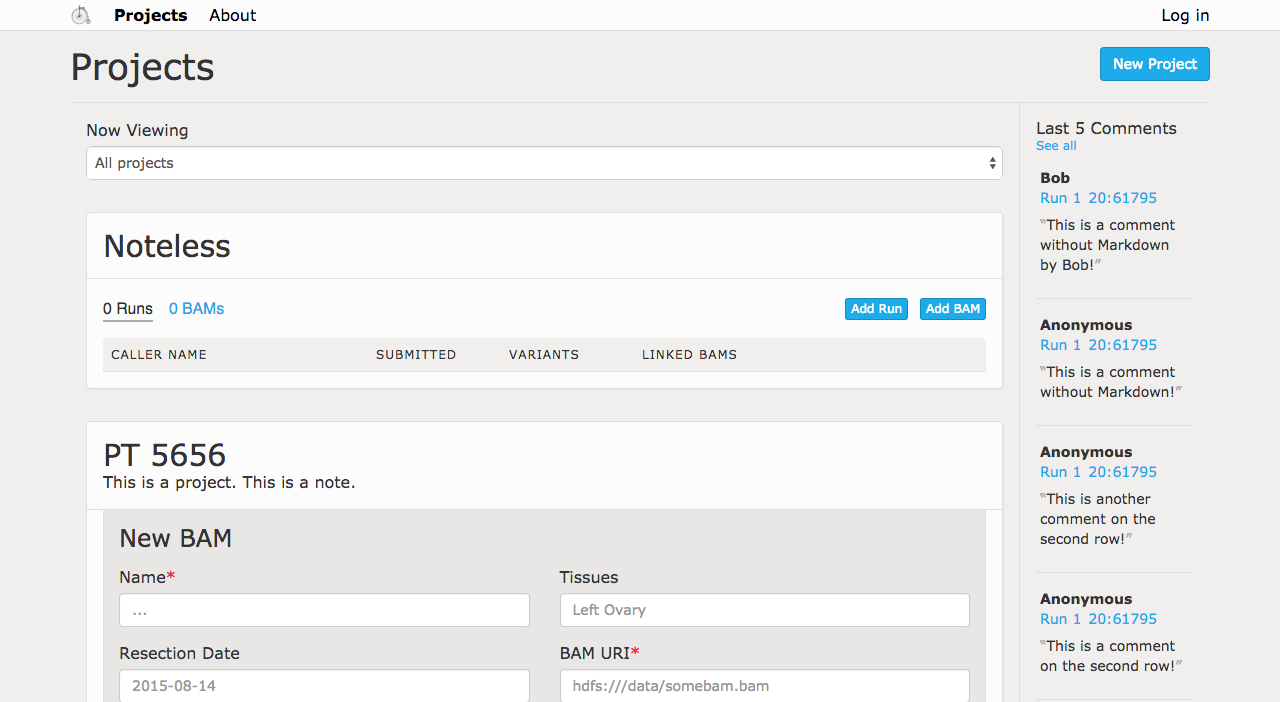 Projects About Log in
Projects
New Project
Now Viewing
All projects
Noteless
0 Runs 0 BAMs Add Run Add BAM
CALLER NAME SUBMITTED VARIANTS LINKED BAMS
PT 5656
This is a project. This is a note.
New BAM
Name* Tissues
... Left Ovary
Resection Date BAM URI*
2015-08-14 hdfs:///data/somebam.bam
Last 5 Comments
See all
Bob
Run 1 20:61795
"This is a comment
without Markdown
by Bob!"
Anonymous
Run 1 20:61795
"This is a comment
without Markdown!"
Anonymous
Run 1 20:61795
"This is another
comment on the
second row!"
Anonymous
Run 1 20:61795
"This is a comment
on the second row!"